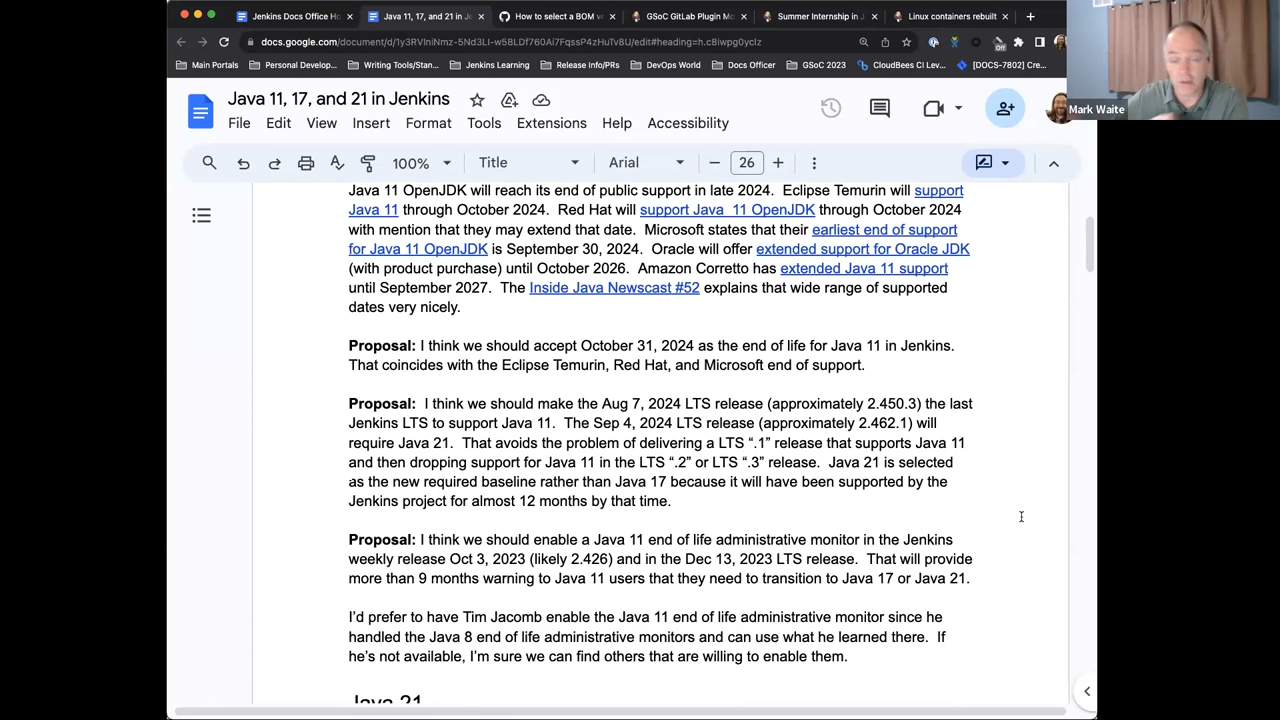 Jenkins Docs Office Ho
Java 11, 17, and 21 in J
How to select a BOM v
GSoC GitLab Plugin Mo
Summer Internship in J
Linux containers rebuilt
docs.google.com/document/d/1y3RVIniNmz-5Nd3LI-w58LDf760Ai7FqssP4zHuTv8U/edit#heading=h.c8iwpg0yclz
Main Portals
Personal Develop...
Writing Tools/Stan...
Jenkins Learning
Release Info/PRs
DevOps World
Docs Officer
GSoC 2023
CloudBees CI Lev...
[DOCS-7802] Cre...
Mark Waite
Java 11, 17, and 21 in Jenkins
File Edit View Insert Format Tools Extensions Help Accessibility
100% Title Arial 26
Java 11 OpenJDK will reach its end of public support in late 2024. Eclipse Temurin will support
Java 11 through October 2024. Red Hat will support Java 11 OpenJDK through October 2024
with mention that they may extend that date. Microsoft states that their earliest end of support
for Java 11 OpenJDK is September 30, 2024. Oracle will offer extended support for Oracle JDK
(with product purchase) until October 2026. Amazon Corretto has extended Java 11 support
until September 2027. The Inside Java Newscast #52 explains that wide range of supported
dates very nicely.
Proposal: I think we should accept October 31, 2024 as the end of life for Java 11 in Jenkins.
That coincides with the Eclipse Temurin, Red Hat, and Microsoft end of support.
Proposal: I think we should make the Aug 7, 2024 LTS release (approximately 2.450.3) the last
Jenkins LTS to support Java 11. The Sep 4, 2024 LTS release (approximately 2.462.1) will
require Java 21. That avoids the problem of delivering a LTS “.1” release that supports Java 11
and then dropping support for Java 11 in the LTS “.2” or LTS “.3” release. Java 21 is selected
as the new required baseline rather than Java 17 because it will have been supported by the
Jenkins project for almost 12 months by that time.
Proposal: I think we should enable a Java 11 end of life administrative monitor in the Jenkins
weekly release Oct 3, 2023 (likely 2.426) and in the Dec 13, 2023 LTS release. That will provide
more than 9 months warning to Java 11 users that they need to transition to Java 17 or Java 21.
I’d prefer to have Tim Jacomb enable the Java 11 end of life administrative monitor since he
handled the Java 8 end of life administrative monitors and can use what he learned there. If
he’s not available, I’m sure we can find others that are willing to enable them.
Java 21